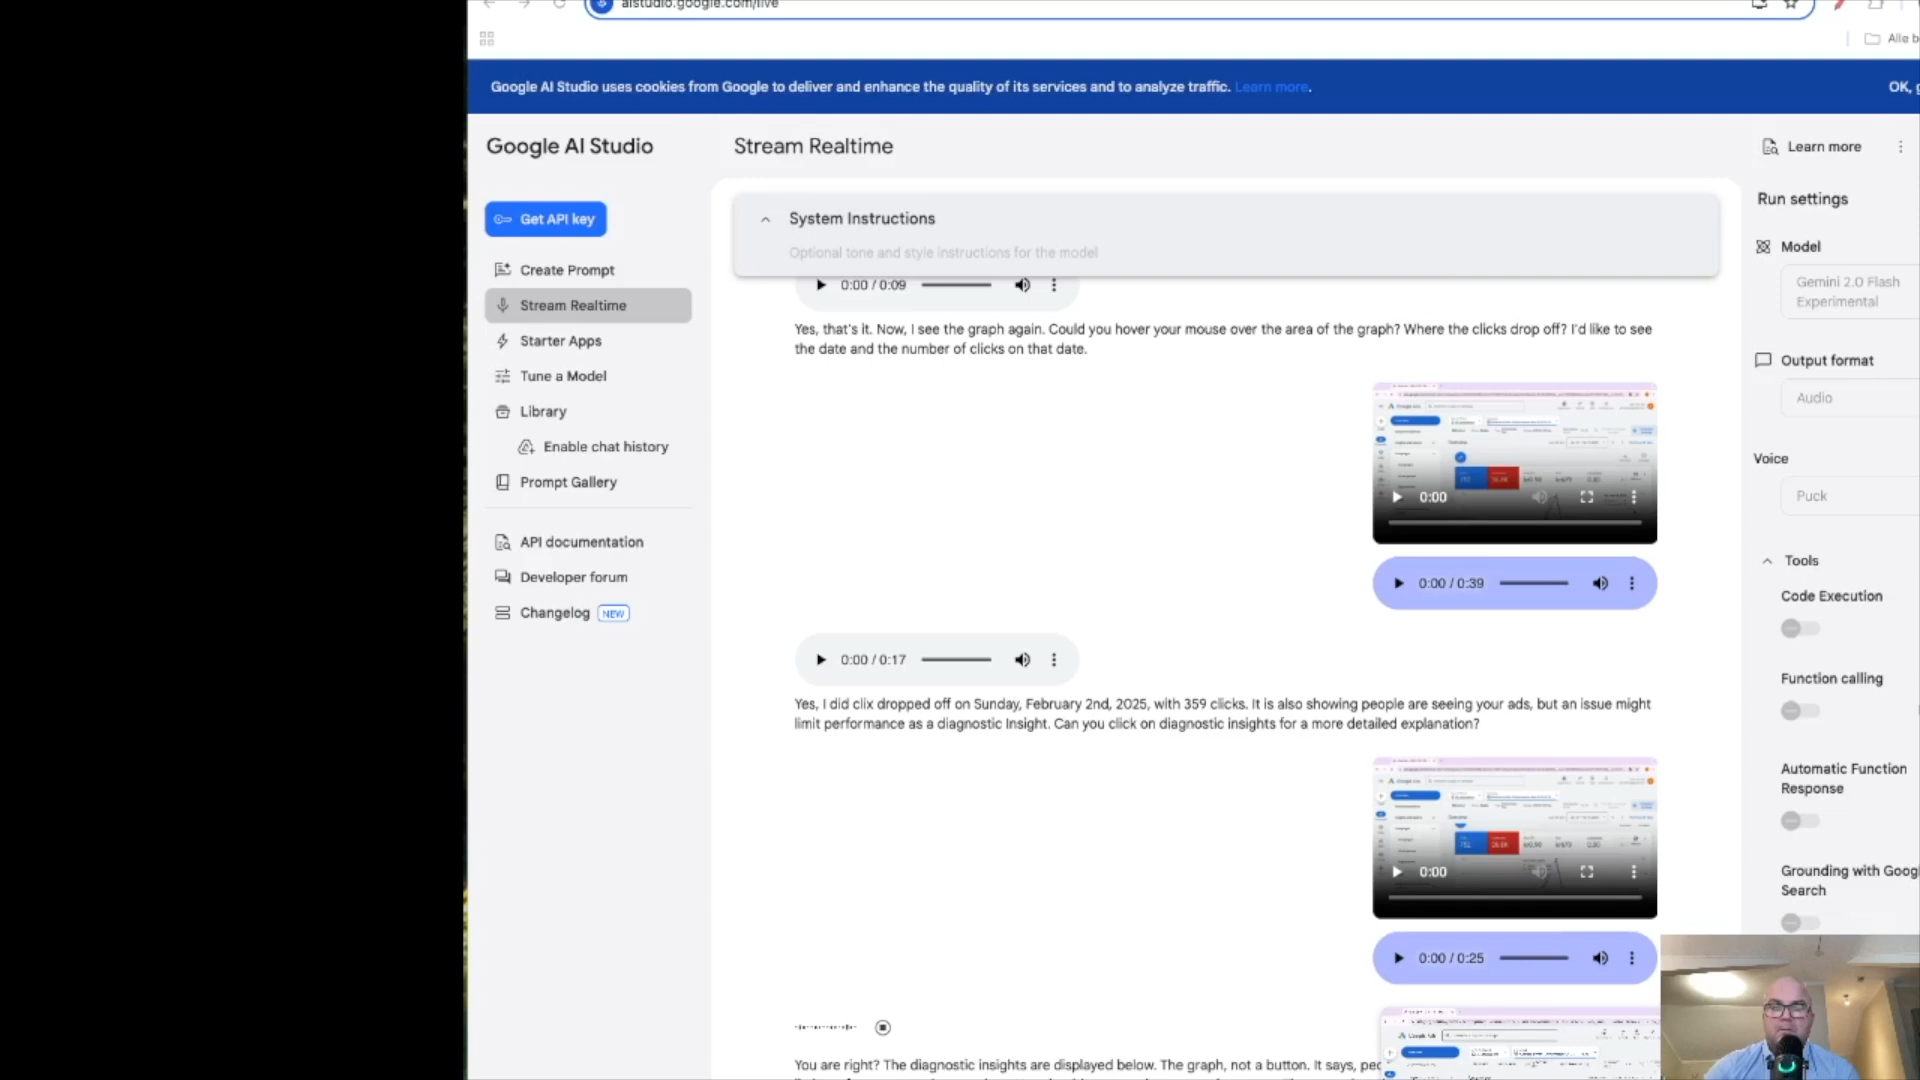 aistudio.google.com/live
Alle b
Google AI Studio uses cookies from Google to deliver and enhance the quality of its services and to analyze traffic. Learn more.
OK, g
Google AI Studio
Stream Realtime
Learn more
Get API key
System Instructions
Optional tone and style instructions for the model
Run settings
Create Prompt
Stream Realtime
Starter Apps
Tune a Model
Library
Enable chat history
Prompt Gallery
API documentation
Developer forum
Changelog NEW
0:00 / 0:09
Yes, that's it. Now, I see the graph again. Could you hover your mouse over the area of the graph? Where the clicks drop off? I'd like to see
the date and the number of clicks on that date.
0:00
0:00 / 0:39
0:00 / 0:17
Yes, I did clix dropped off on Sunday, February 2nd, 2025, with 359 clicks. It is also showing people are seeing your ads, but an issue might
limit performance as a diagnostic Insight. Can you click on diagnostic insights for a more detailed explanation?
0:00
0:00 / 0:25
You are right? The diagnostic insights are displayed below. The graph, not a button. It says, pec
Model
Gemini 2.0 Flash
Experimental
Output format
Audio
Voice
Puck
Tools
Code Execution
Function calling
Automatic Function
Response
Grounding with Googl
Search